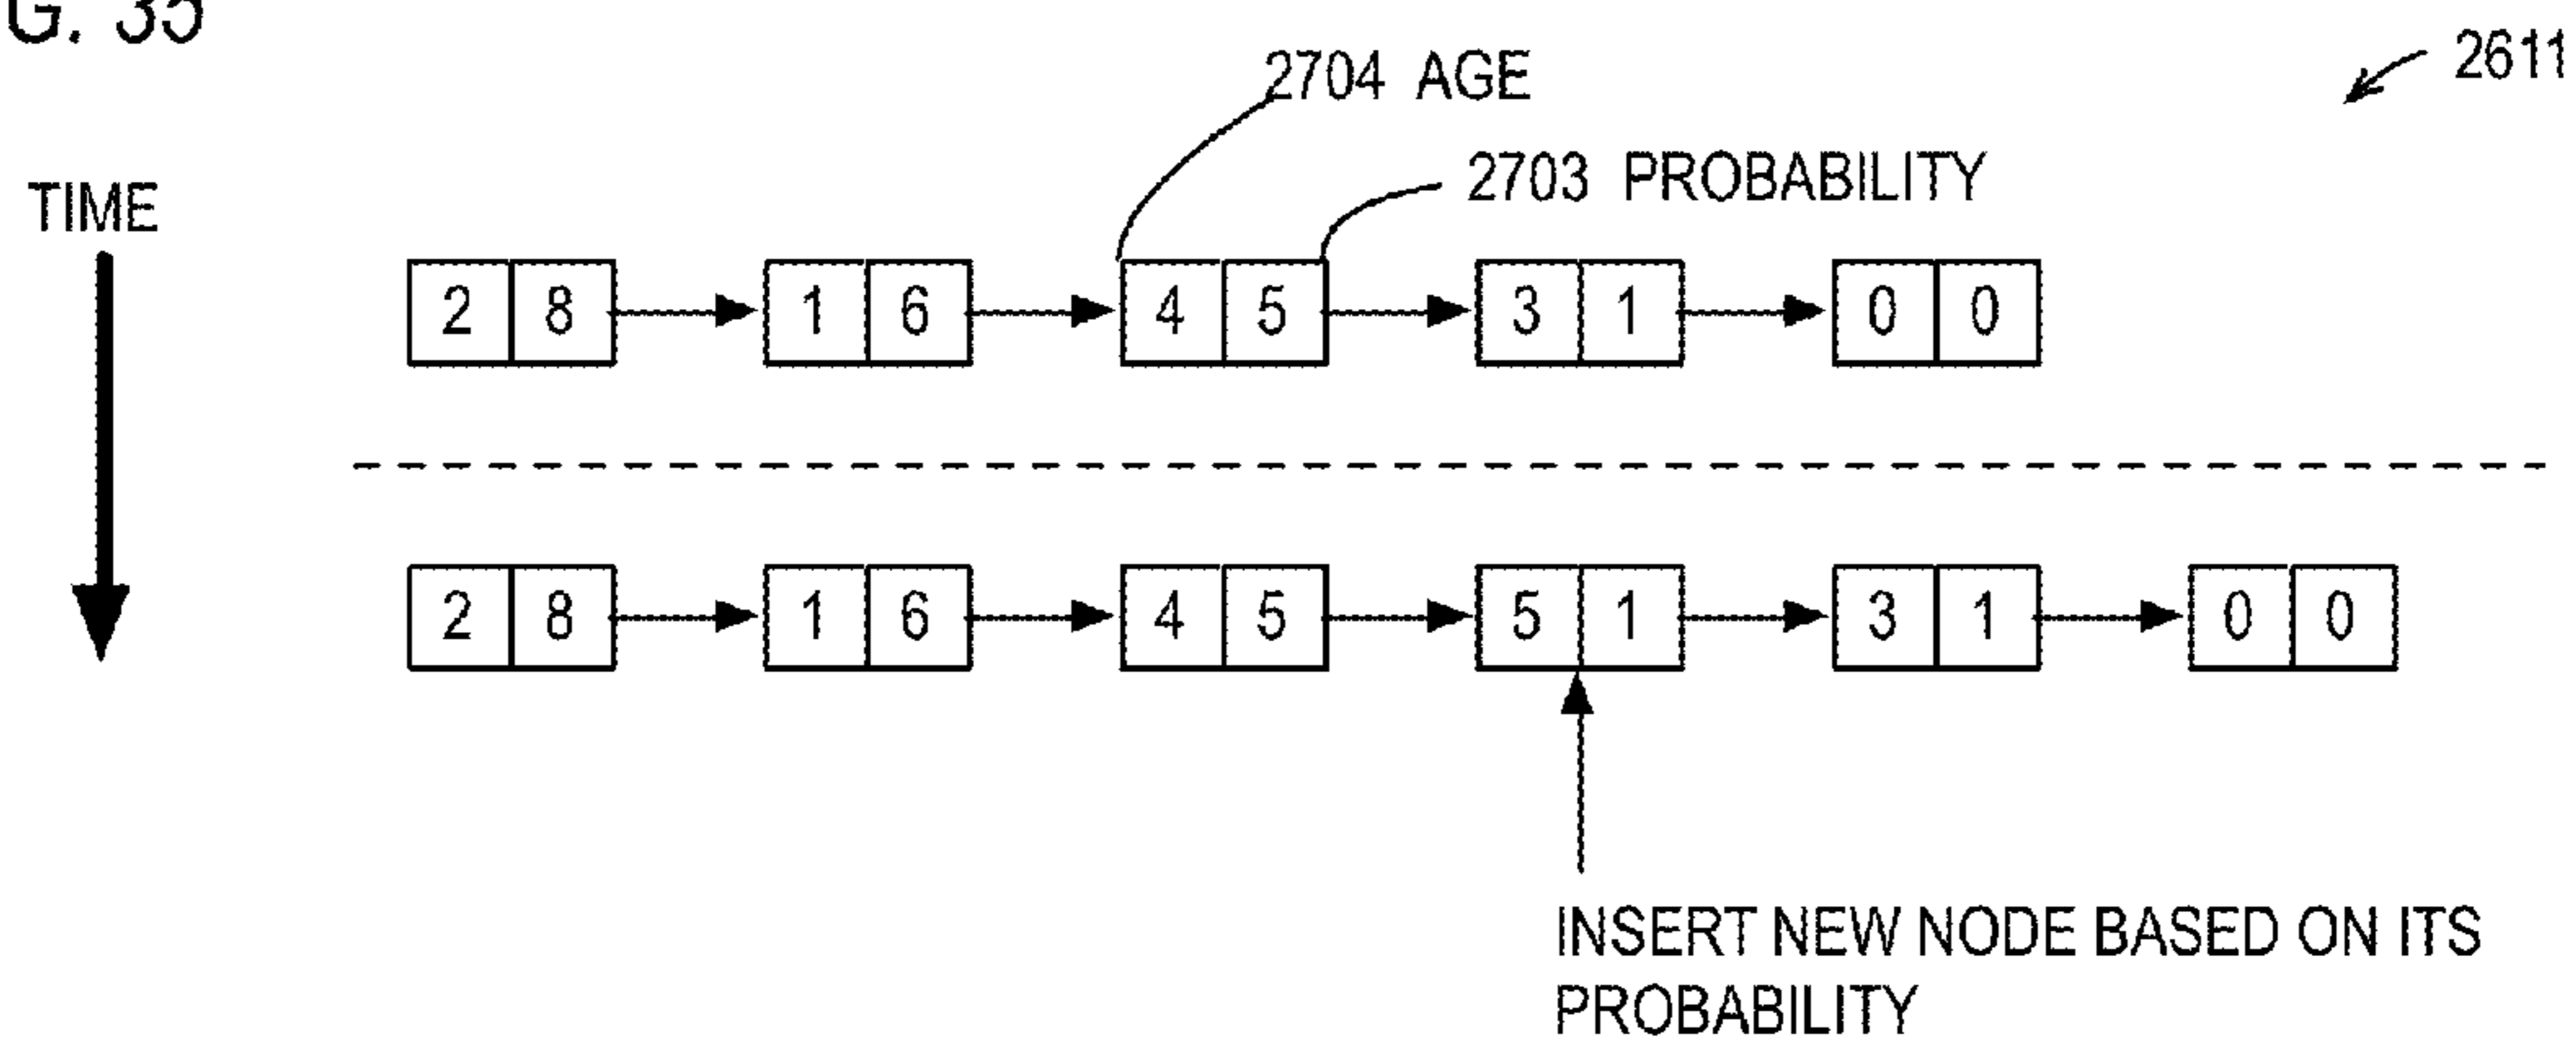 G. 35
2611
2704 AGE
2703 PROBABILITY
TIME
2 8 1 6 4 5 3 1 0 0
2 8 1 6 4 5 5 1 3 1 0 0
INSERT NEW NODE BASED ON ITS
PROBABILITY